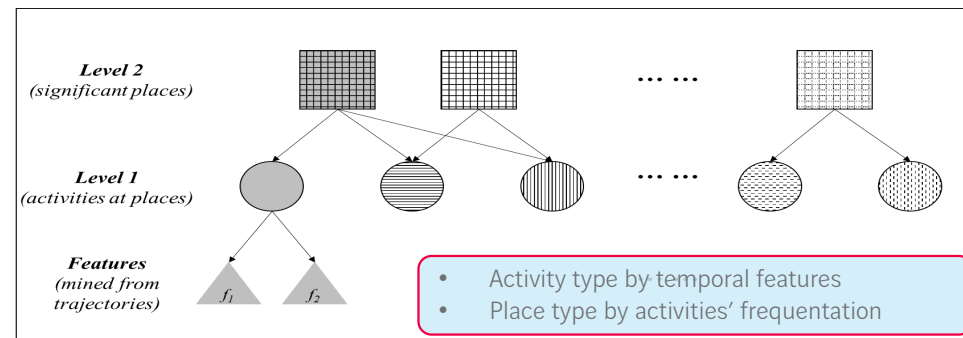 Level 2
(significant places)
... ...
Level 1
(activities at places)
... ...
Features
(mined from
trajectories)
f1
f2
• Activity type by temporal features
• Place type by activities' frequentation